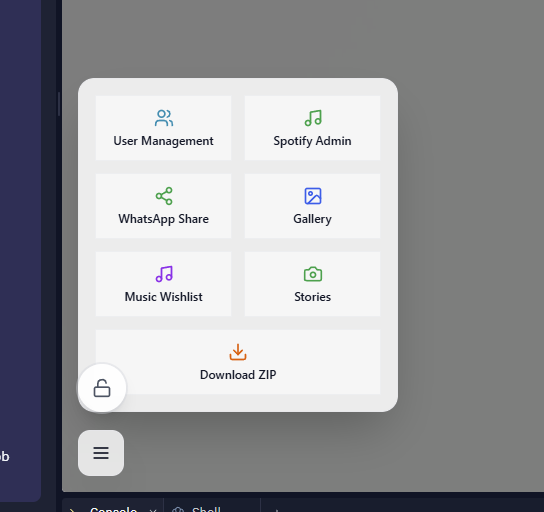 User Management
Spotify Admin
WhatsApp Share
Gallery
Music Wishlist
Stories
Download ZIP
ob
Console
Shell